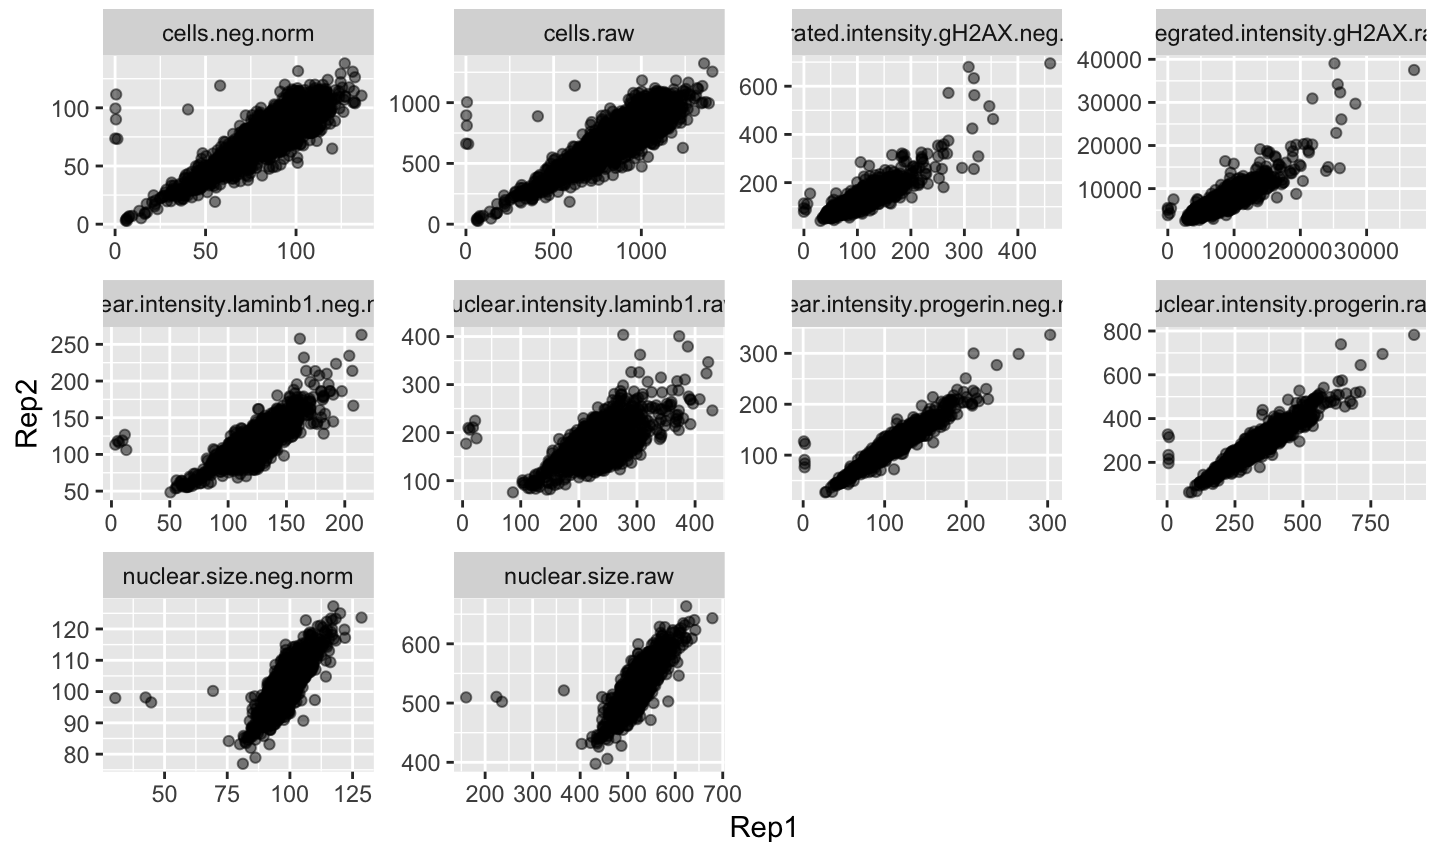 cells.neg.norm
cells.raw
rated.intensity.gH2AX.neg.
egrated.intensity.gH2AX.ra
100
50
0
0 50 100
1000
500
0
0 500 1000
600
400
200
0 100 200 300 400
40000
30000
20000
10000
0 10000 20000 30000
ear.intensity.laminb1.neg.n
uclear.intensity.laminb1.raw
ear.intensity.progerin.neg.n
uclear.intensity.progerin.ra
250
200
150
100
50
0 50 100 150 200
400
300
200
100
0 100 200 300 400
300
200
100
0 100 200 300
800
600
400
200
0 250 500 750
Rep2
nuclear.size.neg.norm
nuclear.size.raw
120
110
100
90
80
50 75 100 125
600
500
400
200 300 400 500 600 700
Rep1